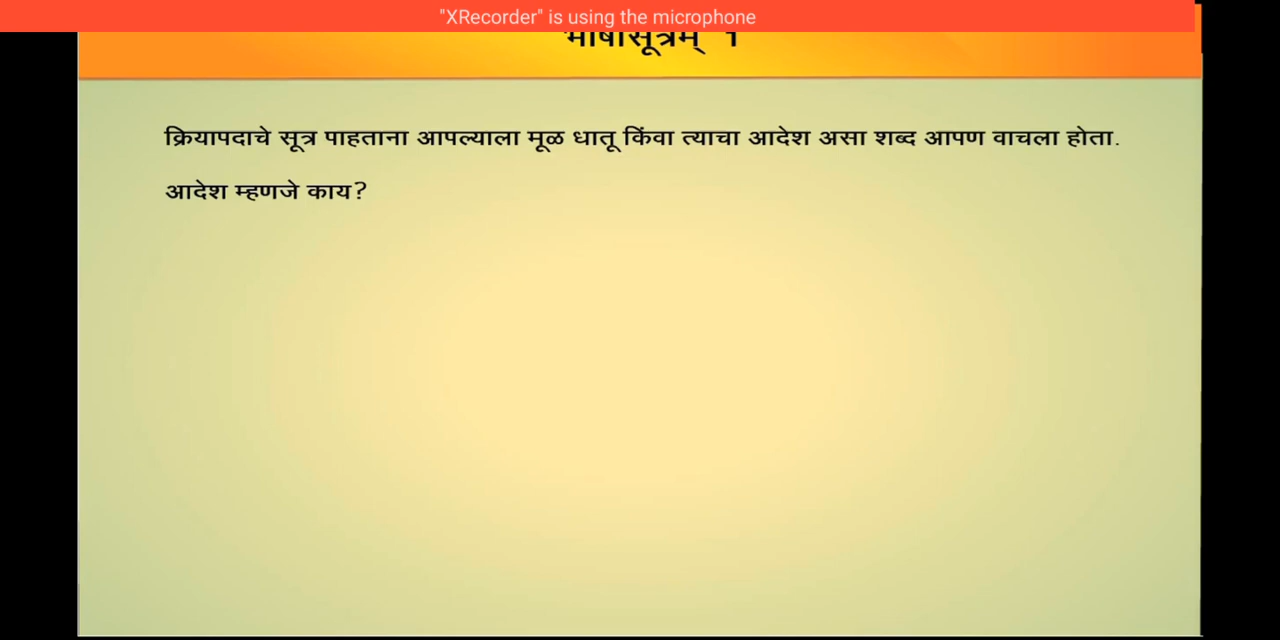 "XRecorder" is using the microphone
भाषासूत्रम् 1
क्रियापदाचे सूत्र पाहताना आपल्याला मूळ धातू किंवा त्याचा आदेश असा शब्द आपण वाचला होता.
आदेश म्हणजे काय?